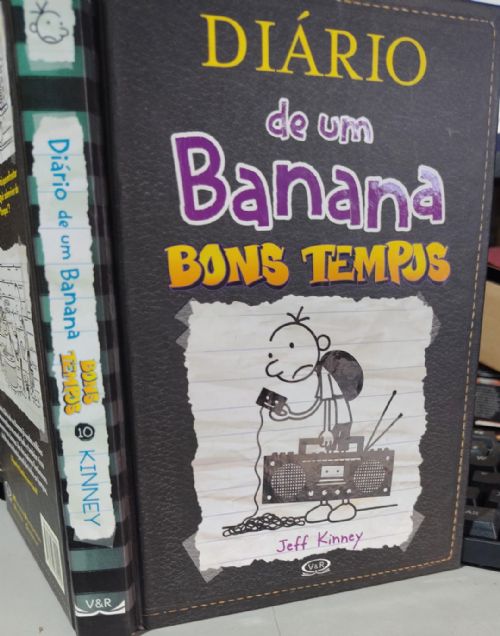 DIÁRIO
de um
Banana
BONS TEMPOS
Jeff Kinney
V&R
Diário de um Banana
BONS
TEMPOS
10
KINNEY
V&R